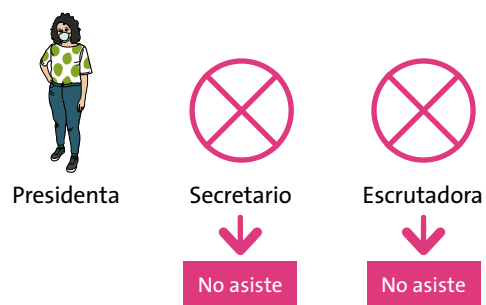 Presidenta
Secretario
Escrutadora
No asiste
No asiste